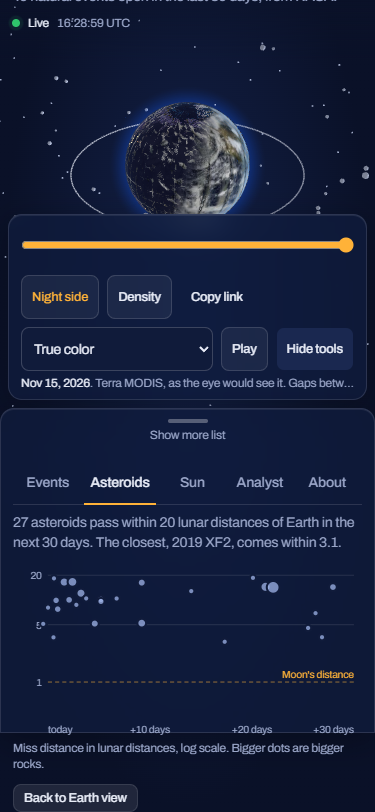 Live 16:28:59 UTC
Night side Density Copy link
True color Play Hide tools
Nov 15, 2026. Terra MODIS, as the eye would see it. Gaps betw...
Show more list
Events Asteroids Sun Analyst About
27 asteroids pass within 20 lunar distances of Earth in the
next 30 days. The closest, 2019 XF2, comes within 3.1.
20
5
Moon's distance
1
today +10 days +20 days +30 days
Miss distance in lunar distances, log scale. Bigger dots are bigger
rocks.
Back to Earth view